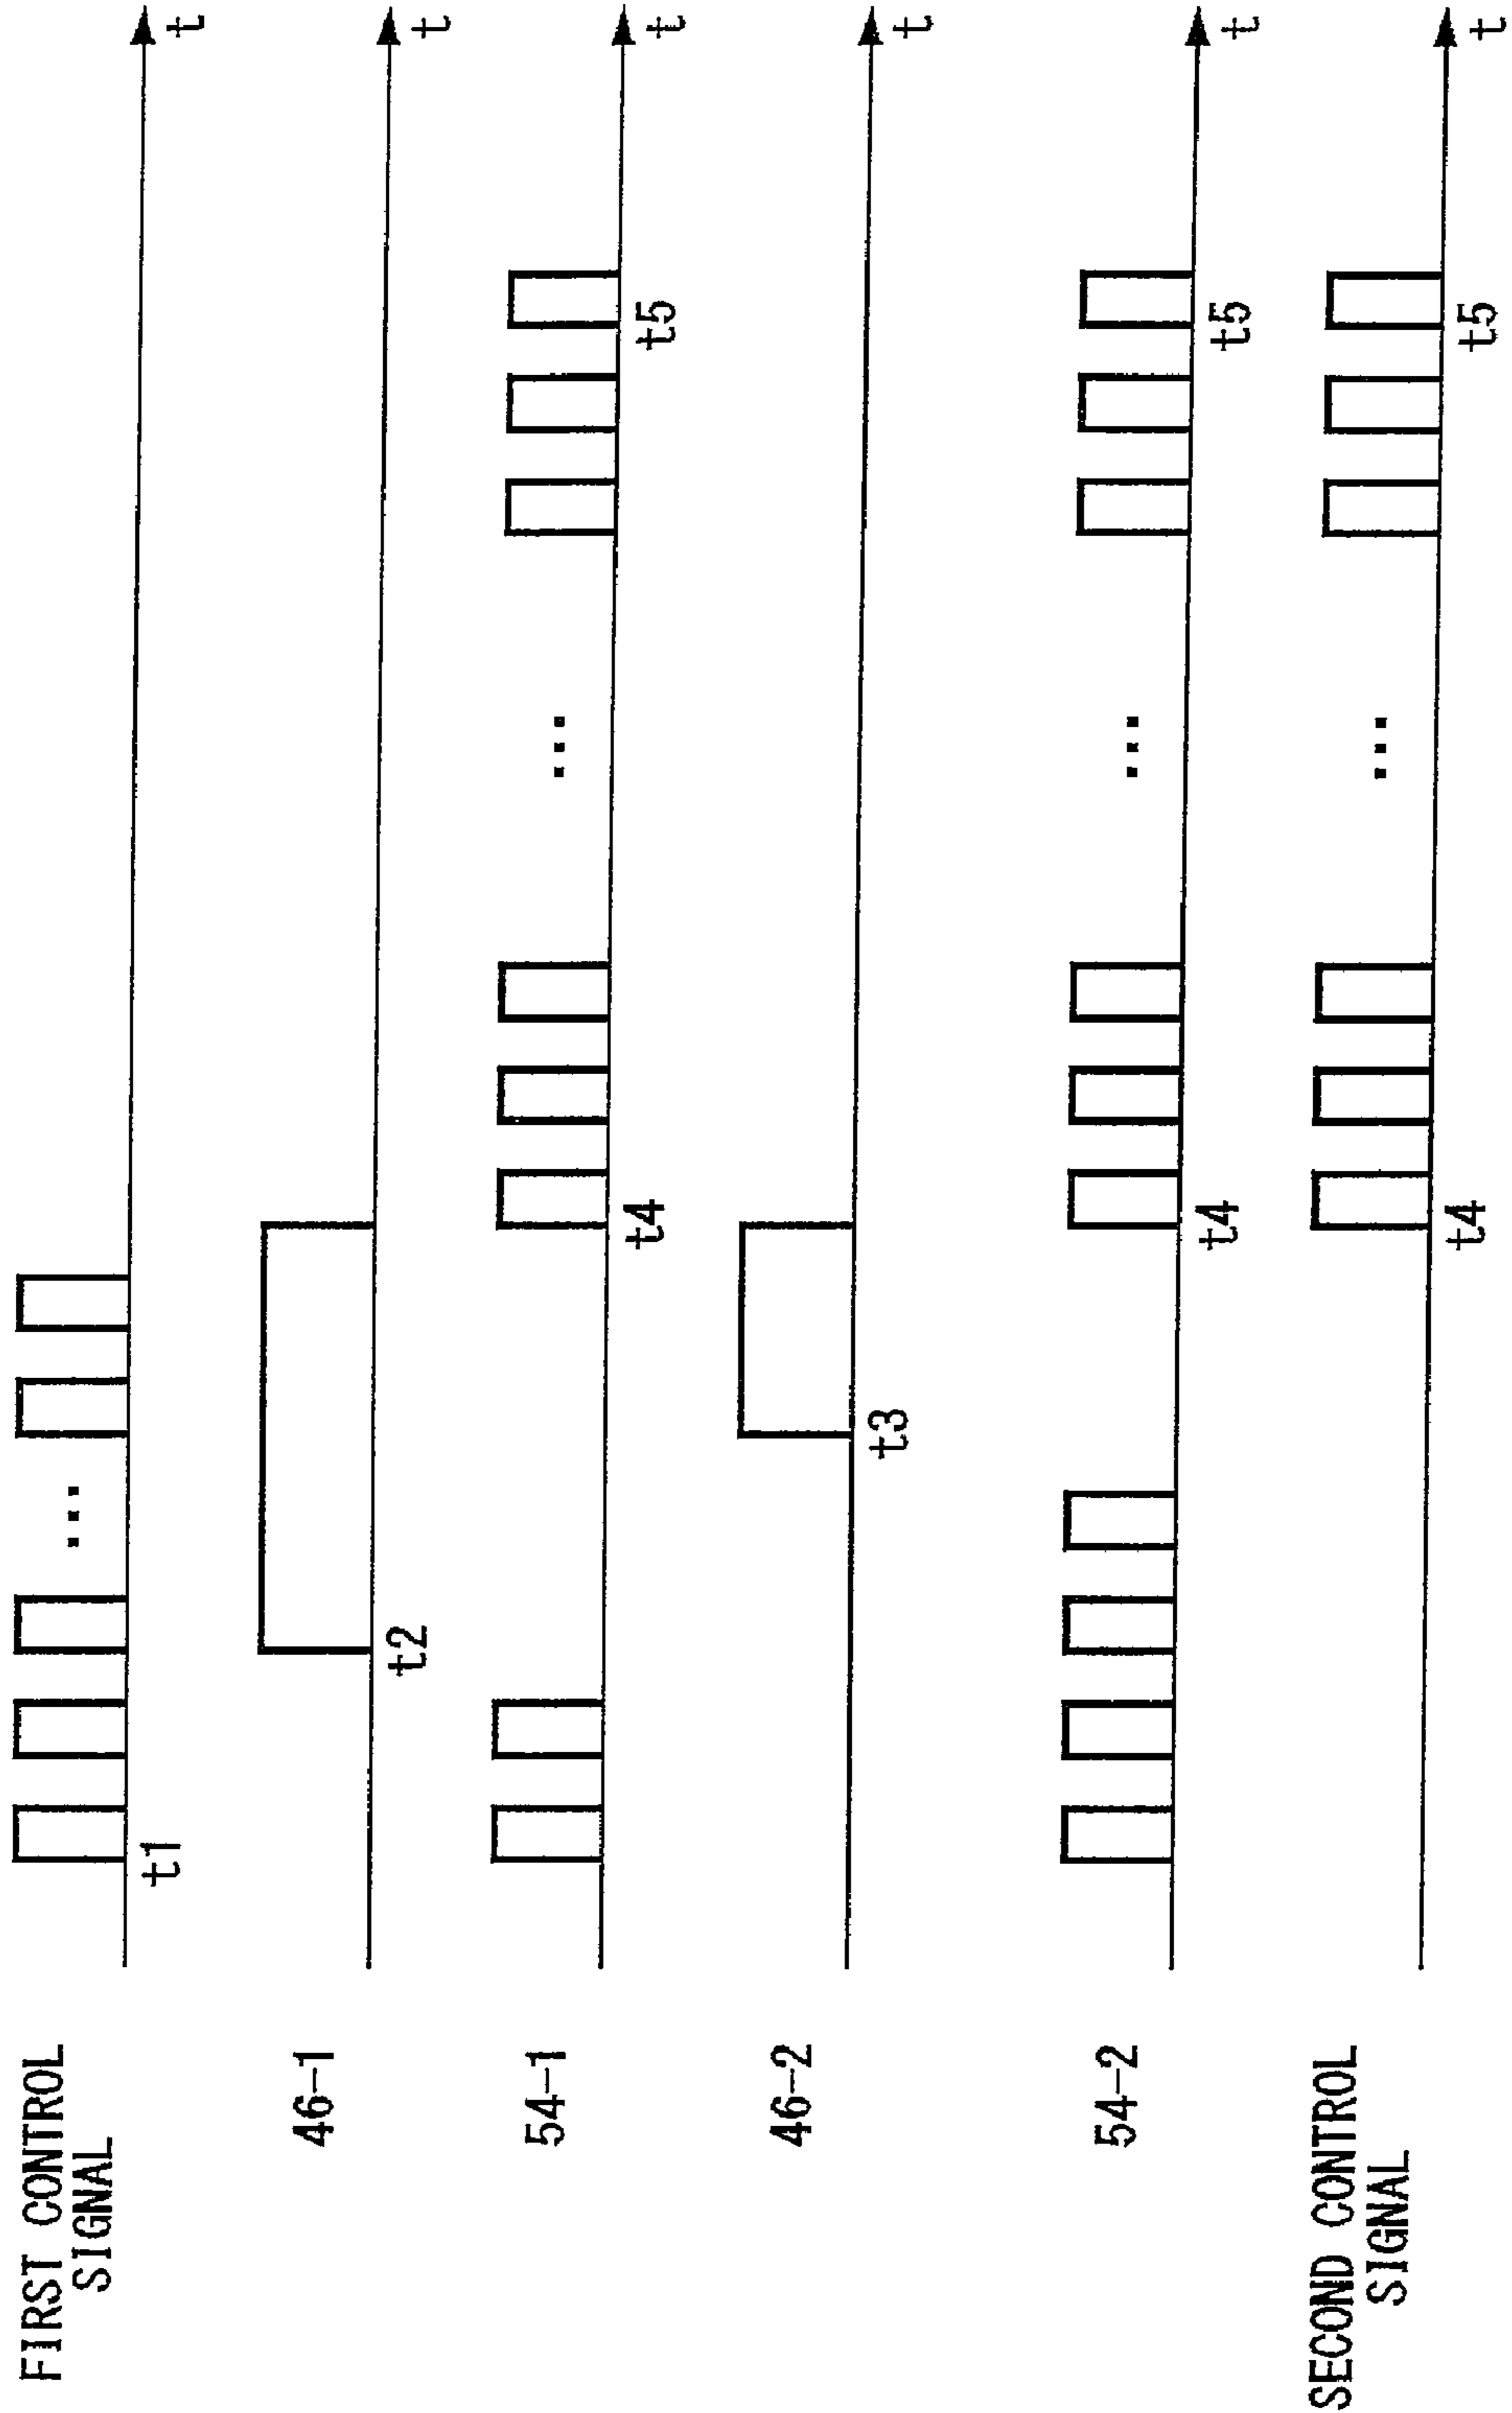 FIRST CONTROL
SIGNAL
t1
...
t
46-1
t2
t
54-1
t4
...
t5
t
46-2
t3
t
54-2
t4
...
t5
t
SECOND CONTROL
SIGNAL
t4
...
t5
t